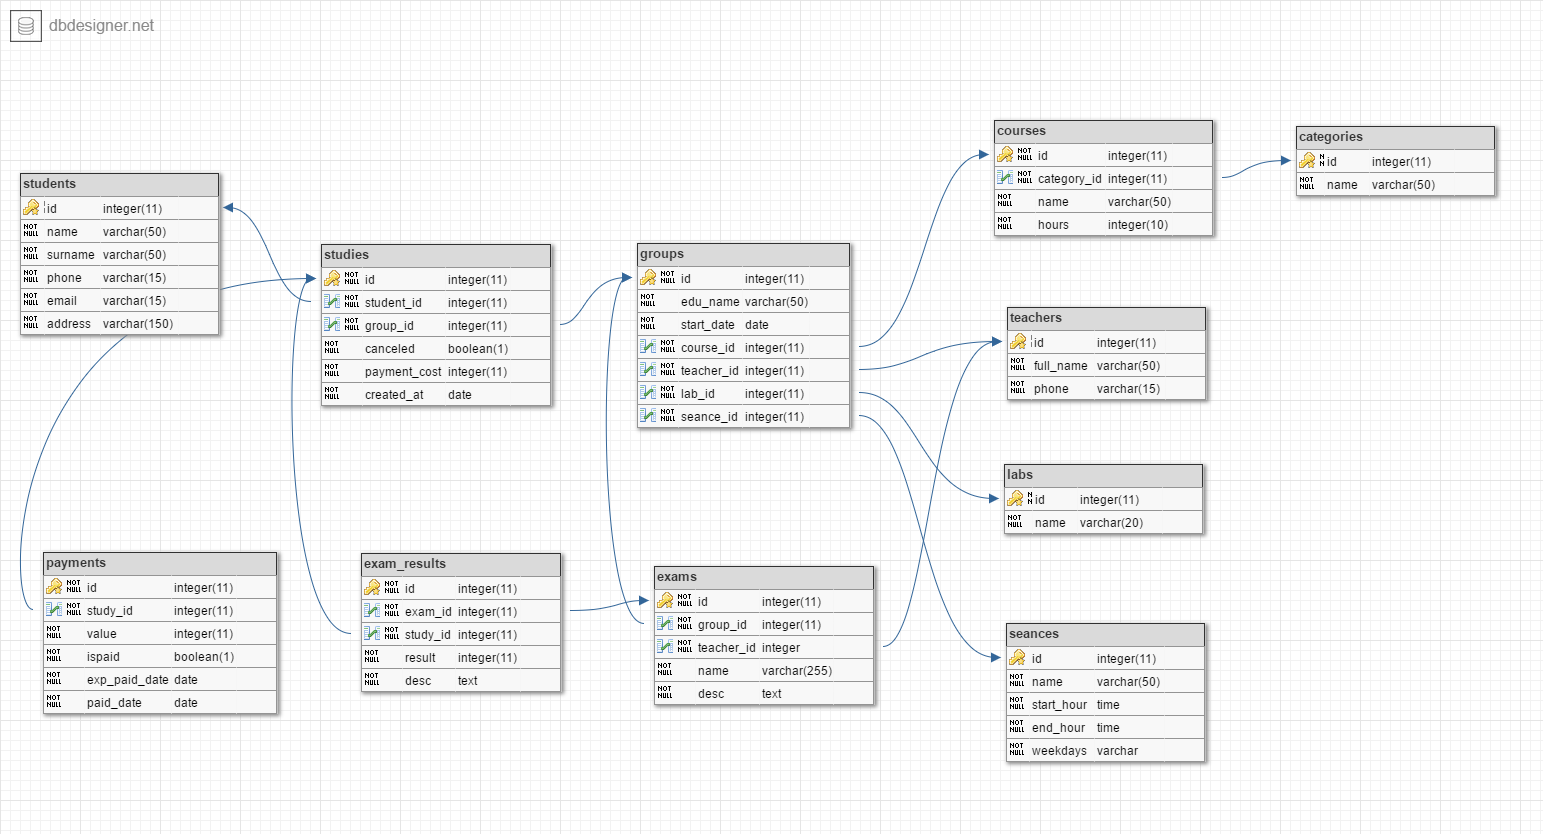 dbdesigner.net
students
id integer(11)
NOT NULL name varchar(50)
NOT NULL surname varchar(50)
NOT NULL phone varchar(15)
NOT NULL email varchar(15)
NOT NULL address varchar(150)
studies
NOT NULL id integer(11)
NOT NULL student_id integer(11)
NOT NULL group_id integer(11)
NOT NULL canceled boolean(1)
NOT NULL payment_cost integer(11)
NOT NULL created_at date
groups
NOT NULL id integer(11)
NOT NULL edu_name varchar(50)
NOT NULL start_date date
NOT NULL course_id integer(11)
NOT NULL teacher_id integer(11)
NOT NULL lab_id integer(11)
NOT NULL seance_id integer(11)
courses
NOT NULL id integer(11)
NOT NULL category_id integer(11)
NOT NULL name varchar(50)
NOT NULL hours integer(10)
categories
N N id integer(11)
NOT NULL name varchar(50)
teachers
id integer(11)
NOT NULL full_name varchar(50)
NOT NULL phone varchar(15)
labs
N N id integer(11)
NOT NULL name varchar(20)
payments
NOT NULL id integer(11)
NOT NULL study_id integer(11)
NOT NULL value integer(11)
NOT NULL ispaid boolean(1)
NOT NULL exp_paid_date date
NOT NULL paid_date date
exam_results
NOT NULL id integer(11)
NOT NULL exam_id integer(11)
NOT NULL study_id integer(11)
NOT NULL result integer(11)
NOT NULL desc text
exams
NOT NULL id integer(11)
NOT NULL group_id integer(11)
NOT NULL teacher_id integer
NOT NULL name varchar(255)
NOT NULL desc text
seances
NOT NULL id integer(11)
NOT NULL name varchar(50)
NOT NULL start_hour time
NOT NULL end_hour time
NOT NULL weekdays varchar